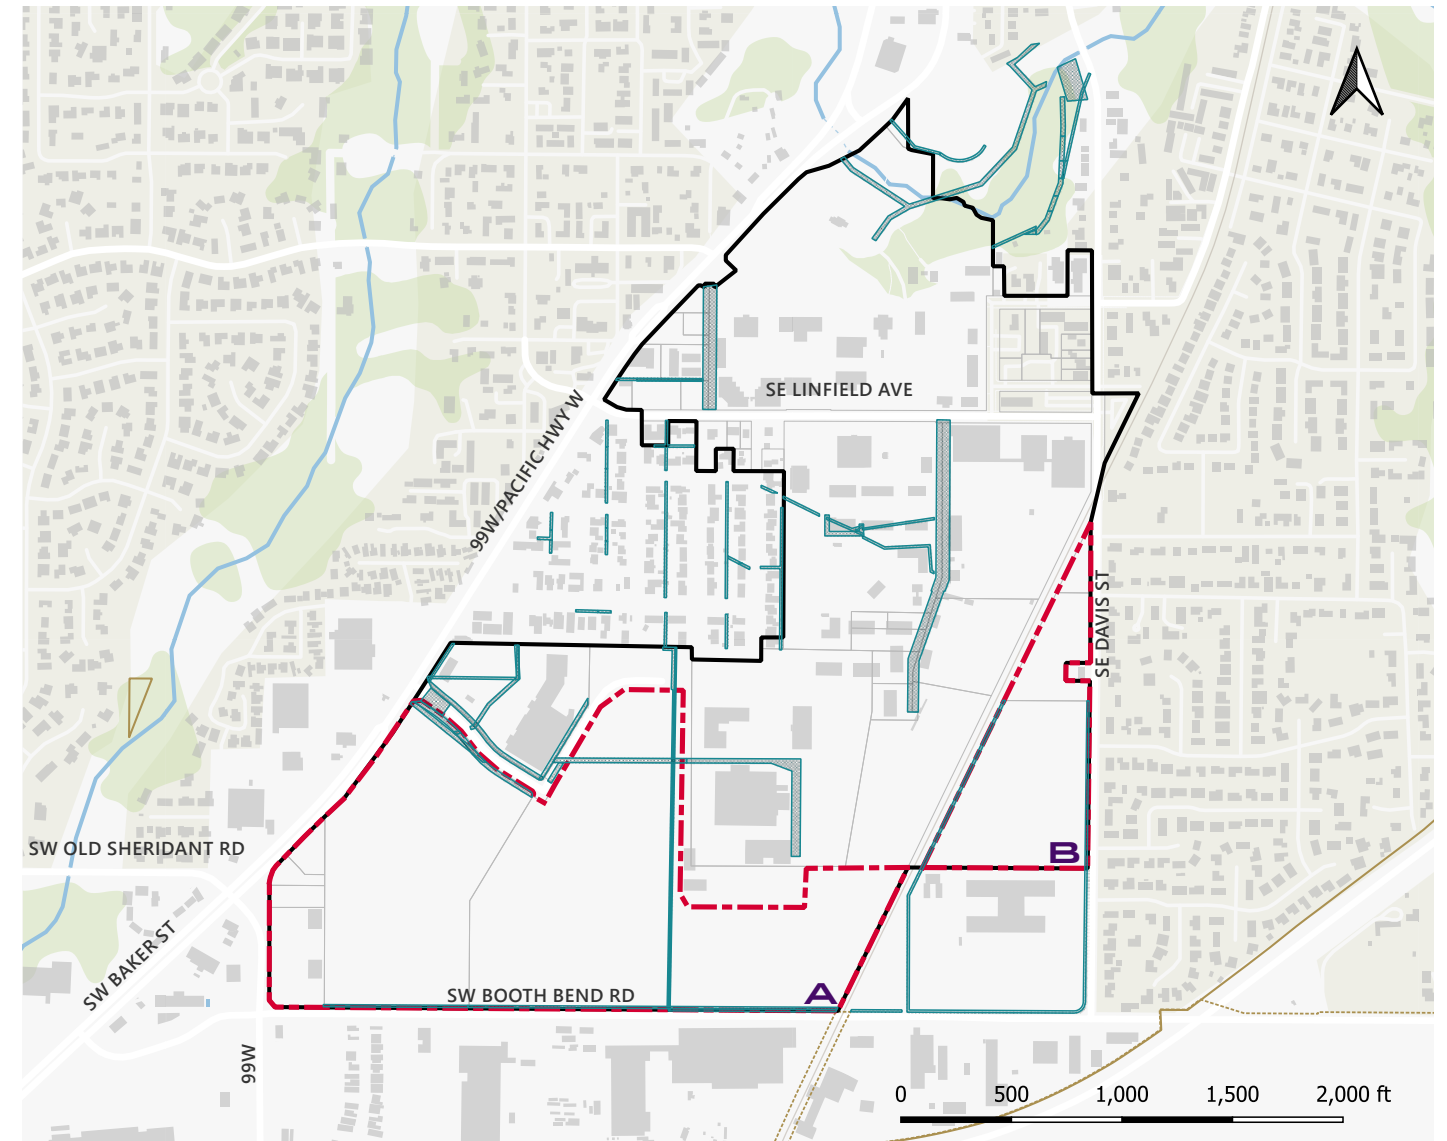 SE LINFIELD AVE
99W/PACIFIC HWY W
SE DAVIS ST
SW OLD SHERIDANT RD
B
SW BAKER ST
SW BOOTH BEND RD
A
99W
0 500 1,000 1,500 2,000 ft